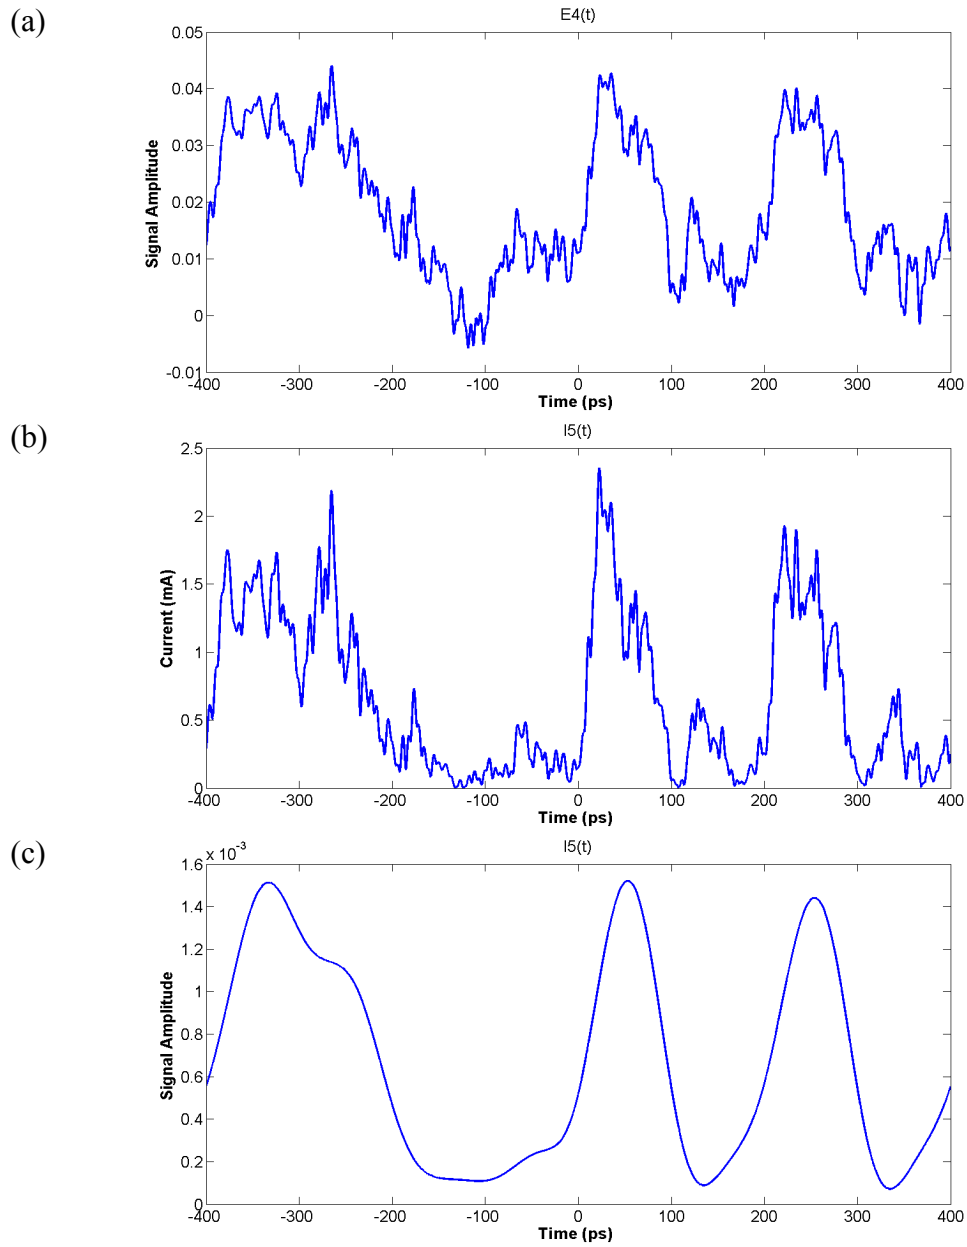 (a)
E4(t)
0.05
0.04
0.03
0.02
0.01
0
-0.01
Signal Amplitude
-400 -300 -200 -100 0 100 200 300 400
Time (ps)
(b)
I5(t)
2.5
2
1.5
1
0.5
0
Current (mA)
-400 -300 -200 -100 0 100 200 300 400
Time (ps)
(c)
I5(t)
x 10^-3
1.6
1.4
1.2
1
0.8
0.6
0.4
0.2
0
Signal Amplitude
-400 -300 -200 -100 0 100 200 300 400
Time (ps)